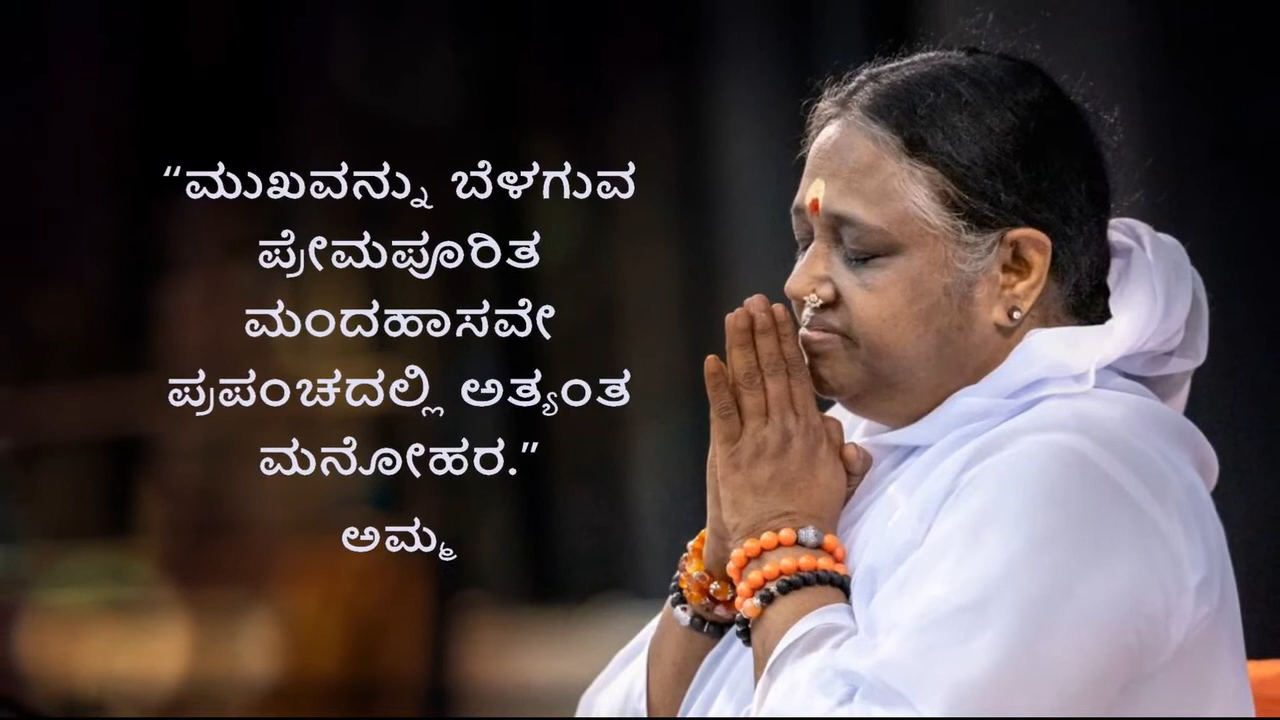 “ಮುಖವನ್ನು ಬೆಳಗುವ
ಪ್ರೇಮಪೂರಿತ
ಮಂದಹಾಸವೇ
ಪ್ರಪಂಚದಲ್ಲಿ ಅತ್ಯಂತ
ಮನೋಹರ.”
ಅಮ್ಮ